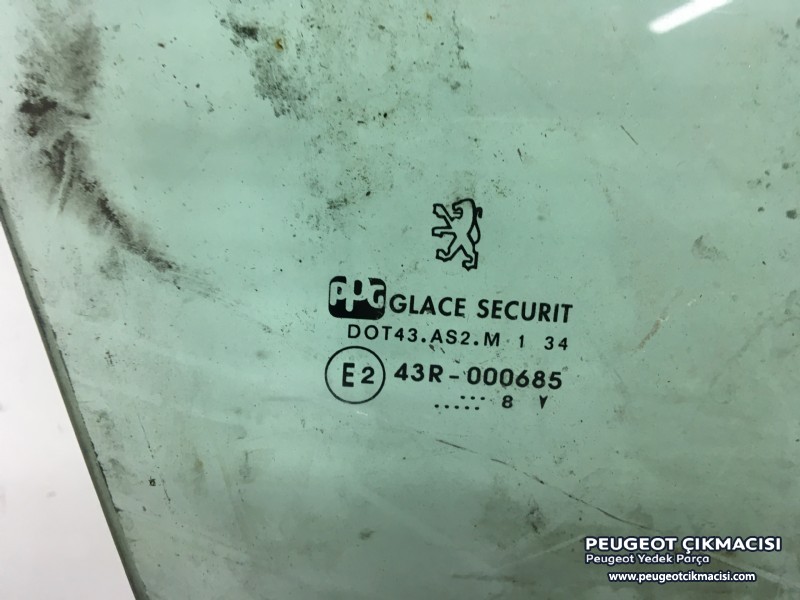 PPG GLACE SECURIT
DOT43.AS2.M 1 34
E2 43R-000685
..... ... 8 Y
PEUGEOT ÇIKMACISI
Peugeot Yedek Parça
www.peugeotcikmacisi.com